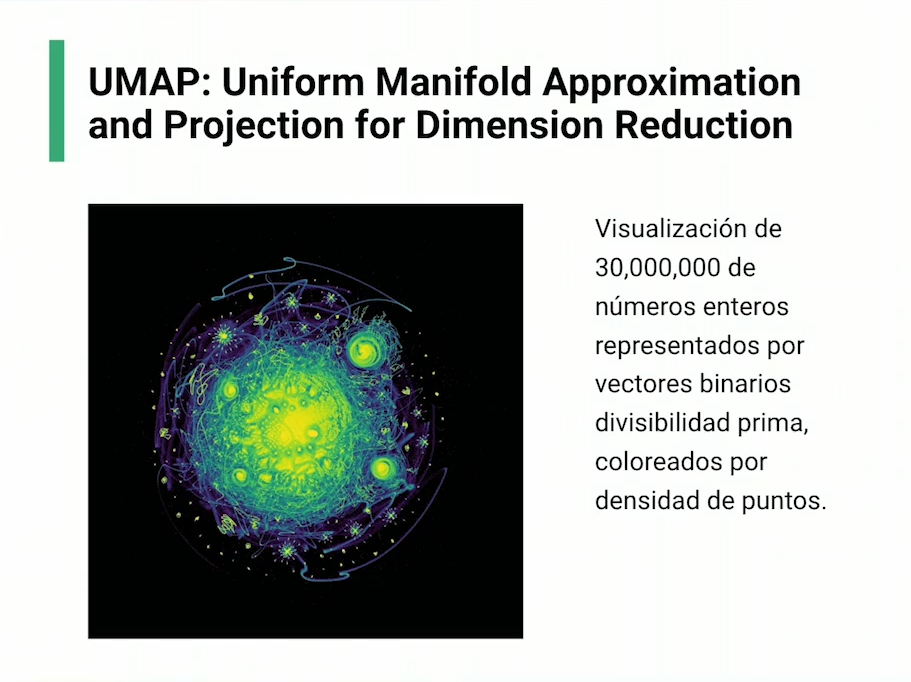 UMAP: Uniform Manifold Approximation
and Projection for Dimension Reduction
Visualización de
30,000,000 de
números enteros
representados por
vectores binarios
divisibilidad prima,
coloreados por
densidad de puntos.